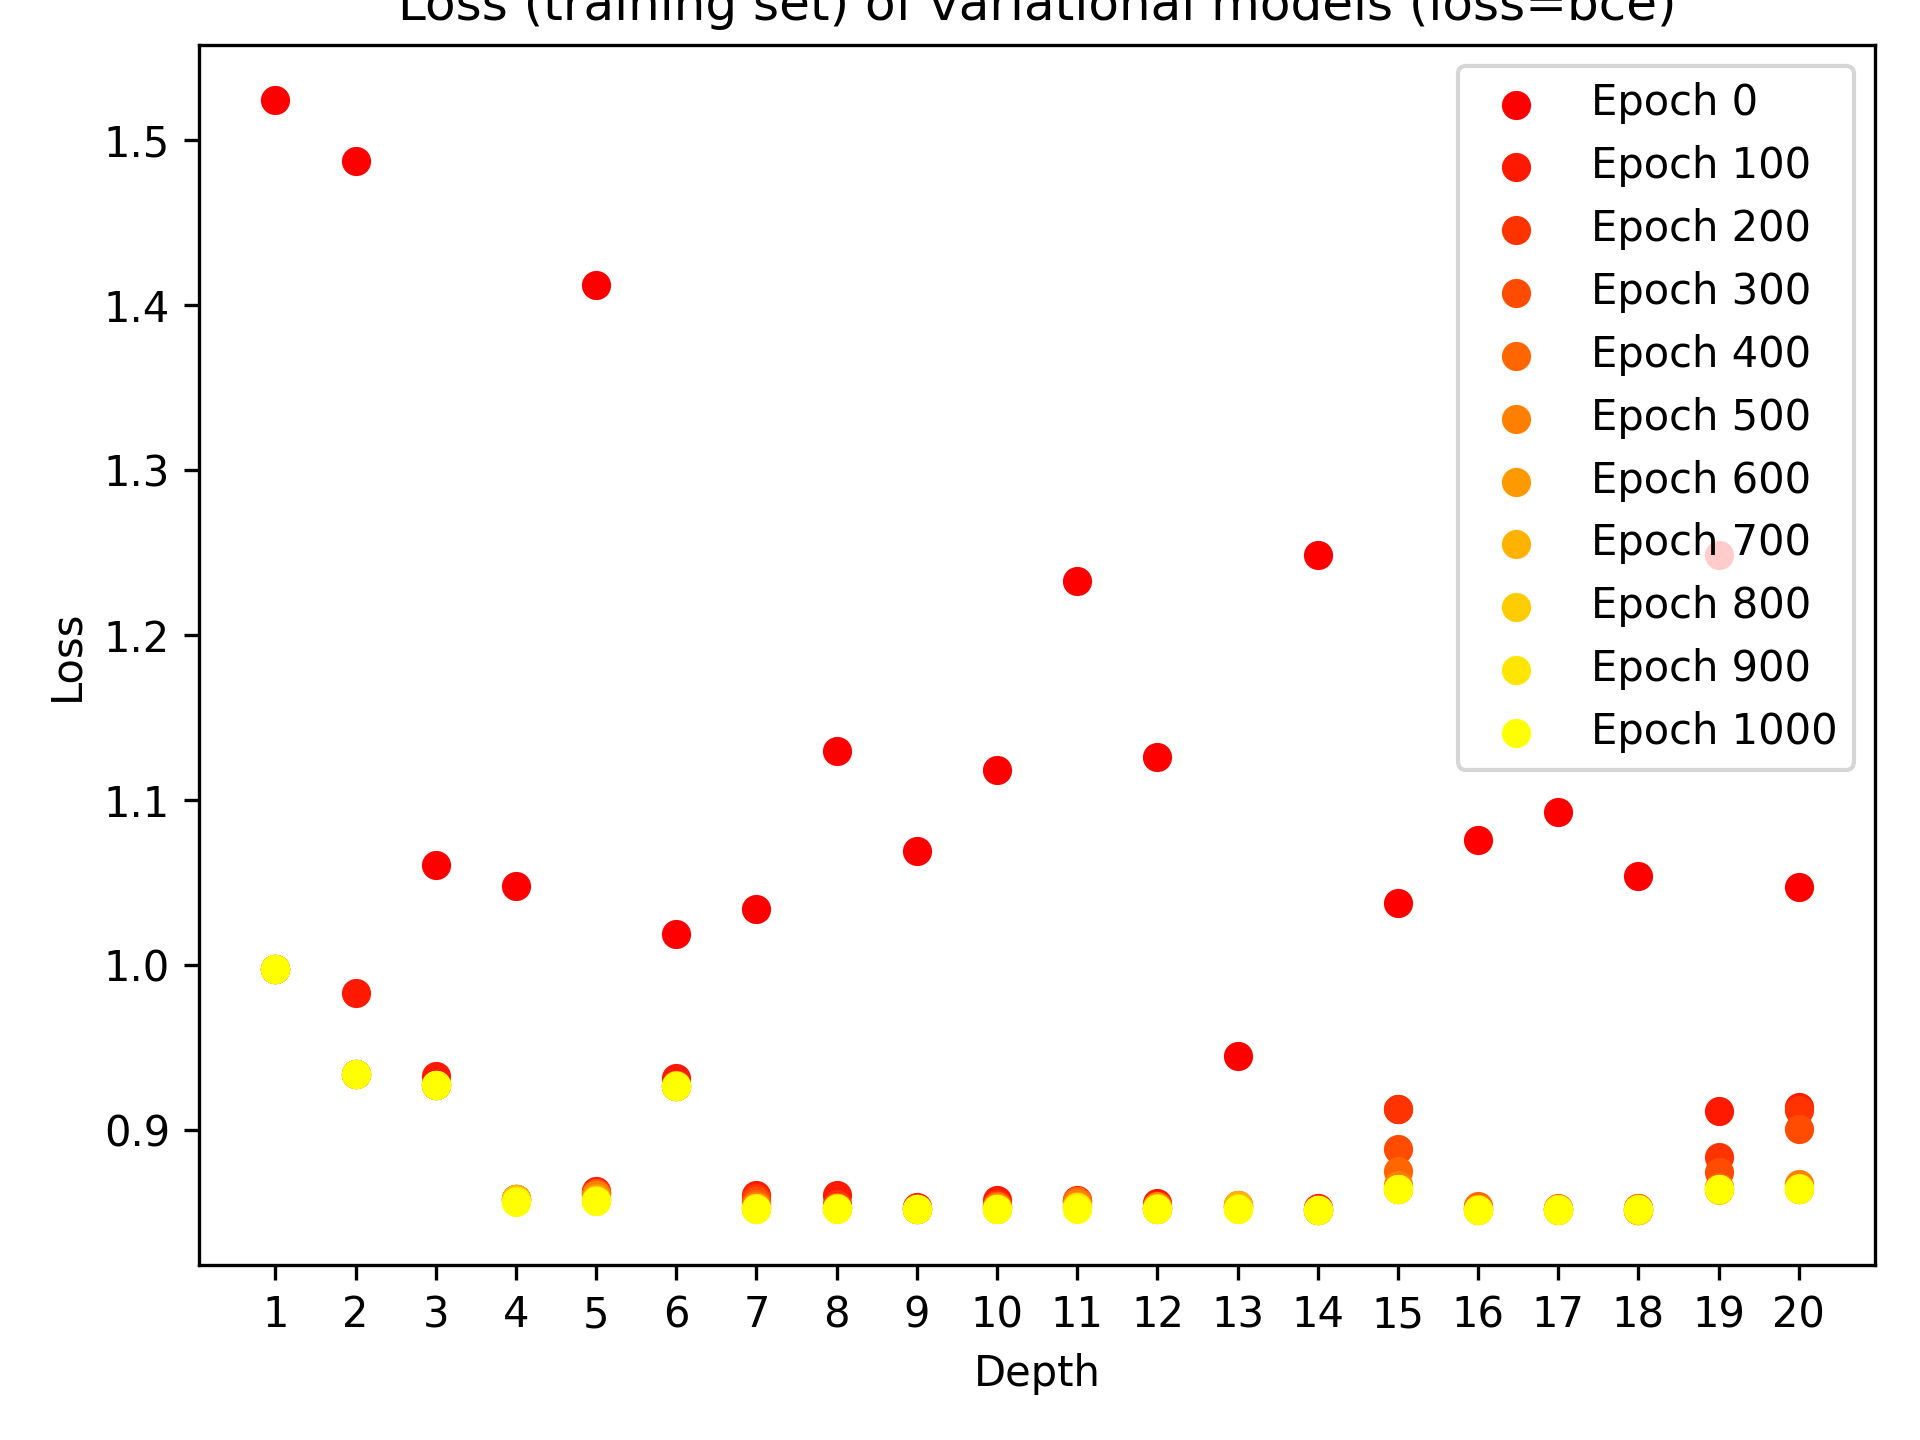 Loss (training set) of variational models (loss=bce)
1.5
1.4
1.3
1.2
1.1
1.0
0.9
Loss
Epoch 0
Epoch 100
Epoch 200
Epoch 300
Epoch 400
Epoch 500
Epoch 600
Epoch 700
Epoch 800
Epoch 900
Epoch 1000
1 2 3 4 5 6 7 8 9 10 11 12 13 14 15 16 17 18 19 20
Depth